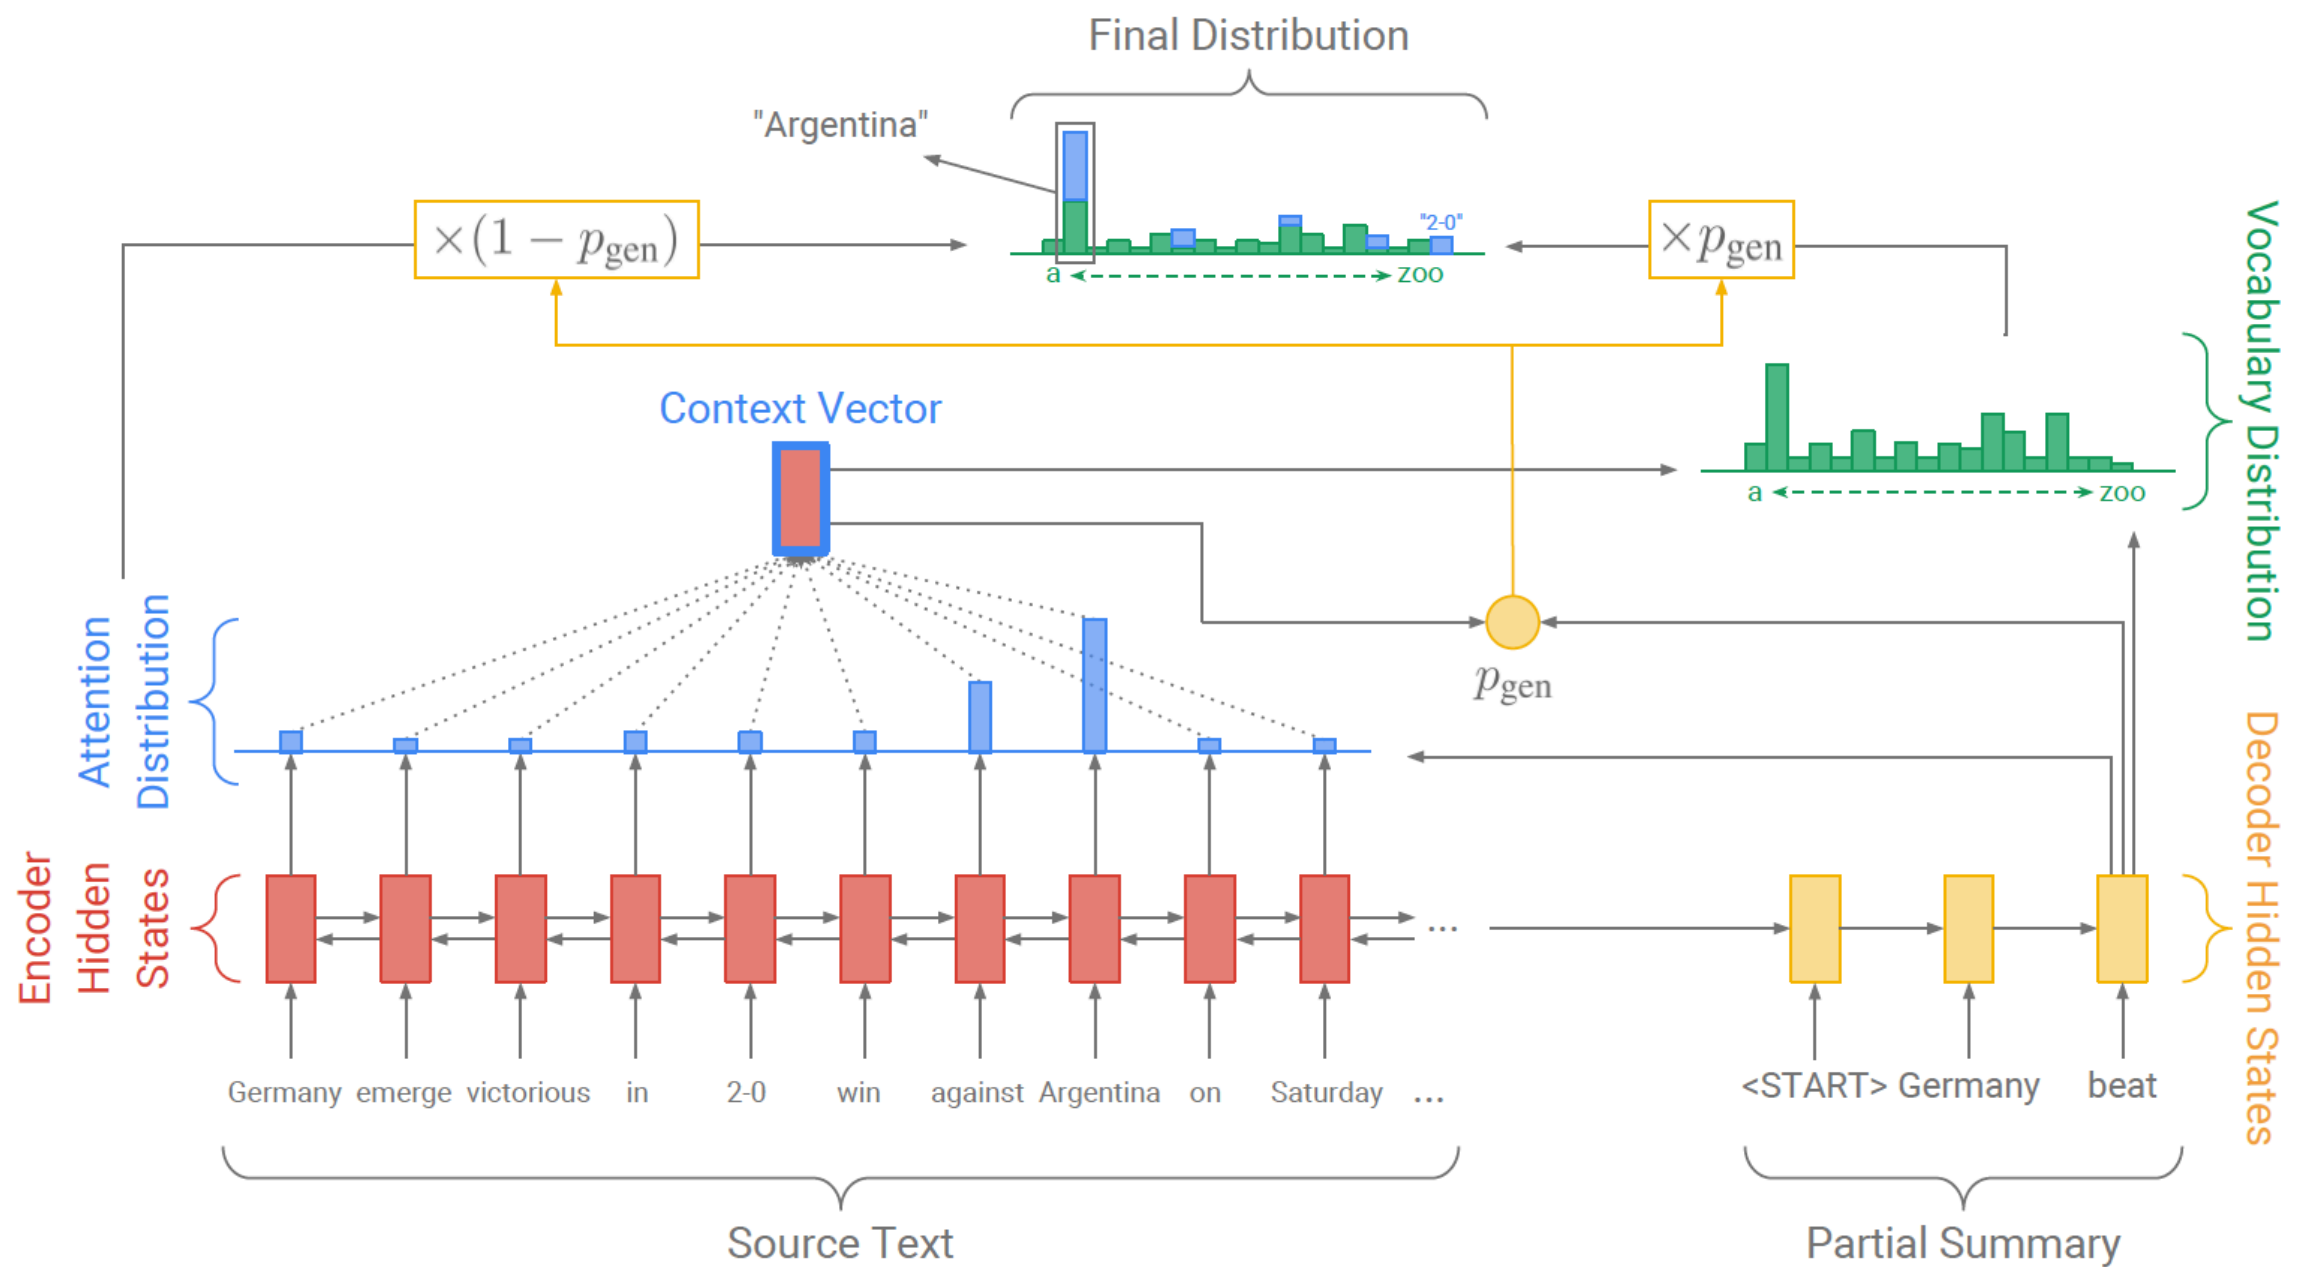 Final Distribution
"Argentina"
×(1 − pgen)
"2-0"
×pgen
a
zoo
Context Vector
a
zoo
Vocabulary Distribution
Attention
Distribution
pgen
Encoder
Hidden
States
...
Decoder Hidden States
Germany emerge victorious in 2-0 win against Argentina on Saturday ...
<START> Germany beat
Source Text
Partial Summary